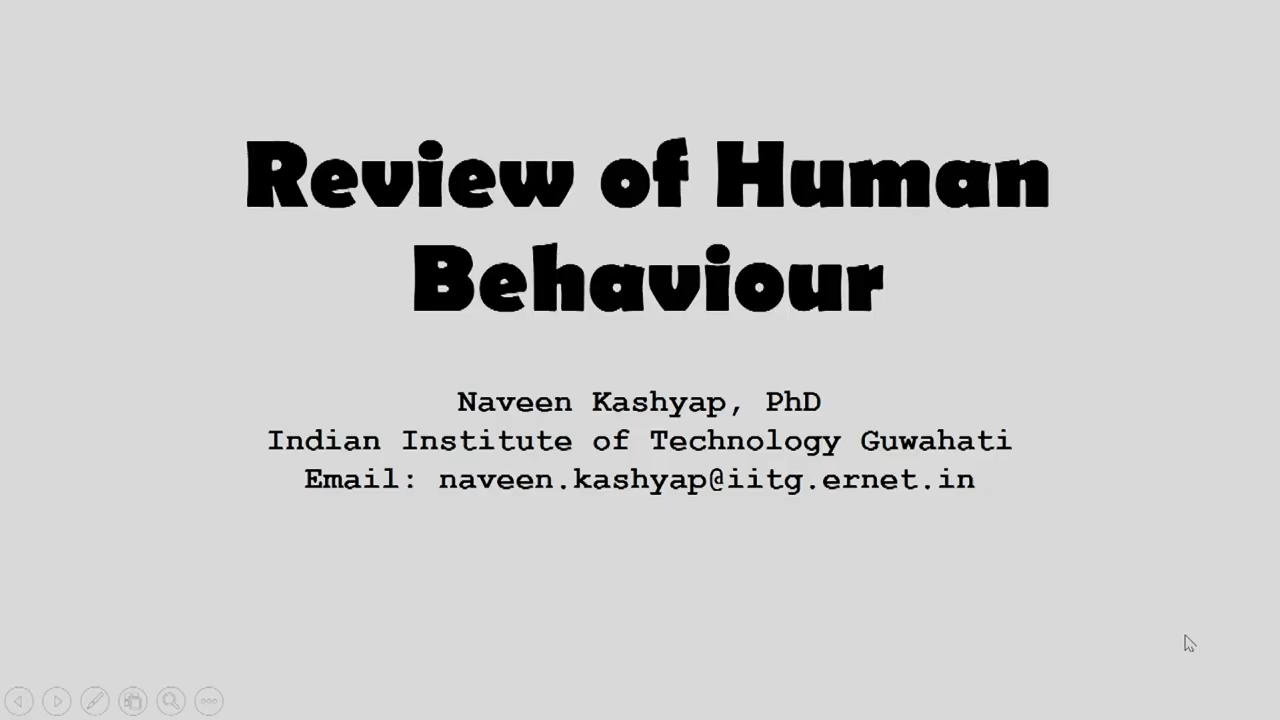 Review of Human
Behaviour
Naveen Kashyap, PhD
Indian Institute of Technology Guwahati
Email: naveen.kashyap@iitg.ernet.in